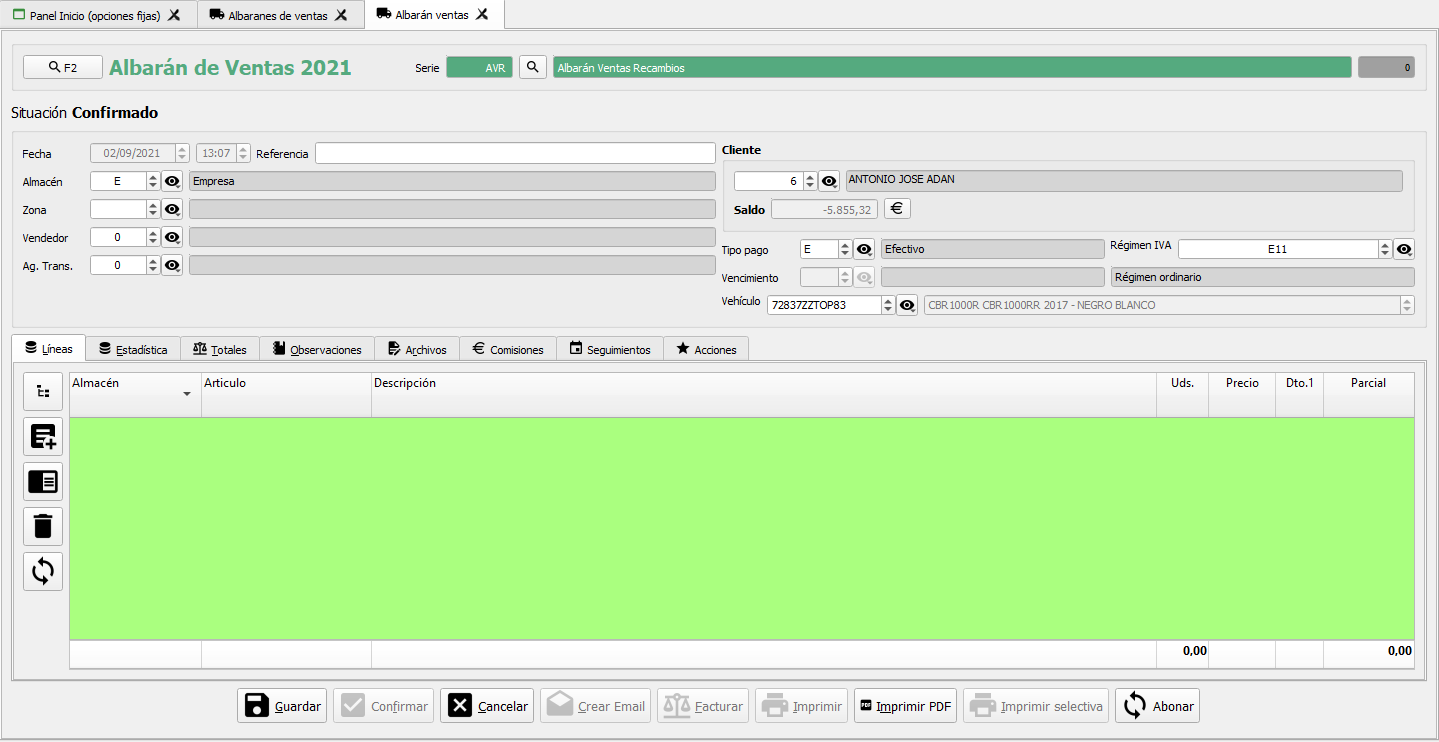 Panel Inicio (opciones fijas) Albaranes de ventas Albarán ventas
F2 Albarán de Ventas 2021 Serie AVR Albarán Ventas Recambios 0
Situación Confirmado
Fecha 02/09/2021 13:07 Referencia
Almacén E Empresa
Zona
Vendedor 0
Ag. Trans. 0
Cliente
6 ANTONIO JOSE ADAN
Saldo -5.855,32 €
Tipo pago E Efectivo Régimen IVA E11
Vencimiento Régimen ordinario
Vehículo 72837ZZTOP83 CBR1000R CBR1000RR 2017 - NEGRO BLANCO
Líneas Estadística Totales Observaciones Archivos € Comisiones Seguimientos Acciones
Almacén Articulo Descripción Uds. Precio Dto.1 Parcial
0,00 0,00
Guardar Confirmar Cancelar Crear Email Facturar Imprimir PDF Imprimir PDF Imprimir selectiva Abonar